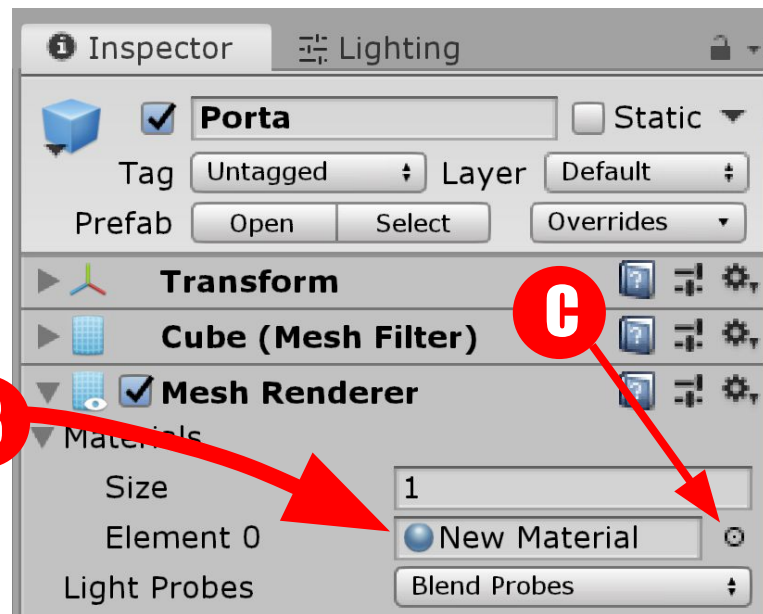 Inspector Lighting
Porta Static
Tag Untagged Layer Default
Prefab Open Select Overrides
Transform
C
Cube (Mesh Filter)
Mesh Renderer
B
Materials
Size 1
Element 0 New Material
Light Probes Blend Probes